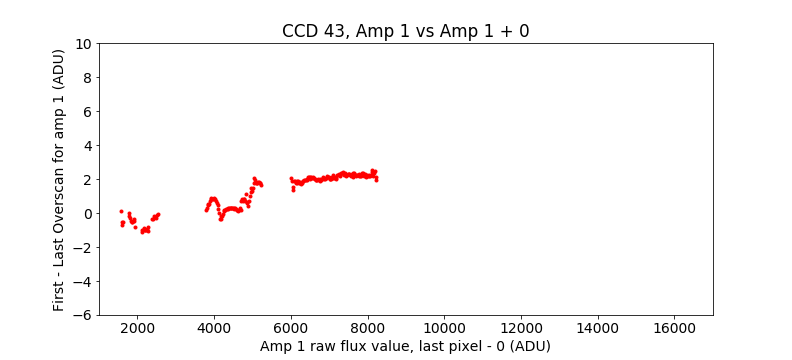 CCD 43, Amp 1 vs Amp 1 + 0
First - Last Overscan for amp 1 (ADU)
10
8
6
4
2
0
−2
−4
−6
2000 4000 6000 8000 10000 12000 14000 16000
Amp 1 raw flux value, last pixel - 0 (ADU)